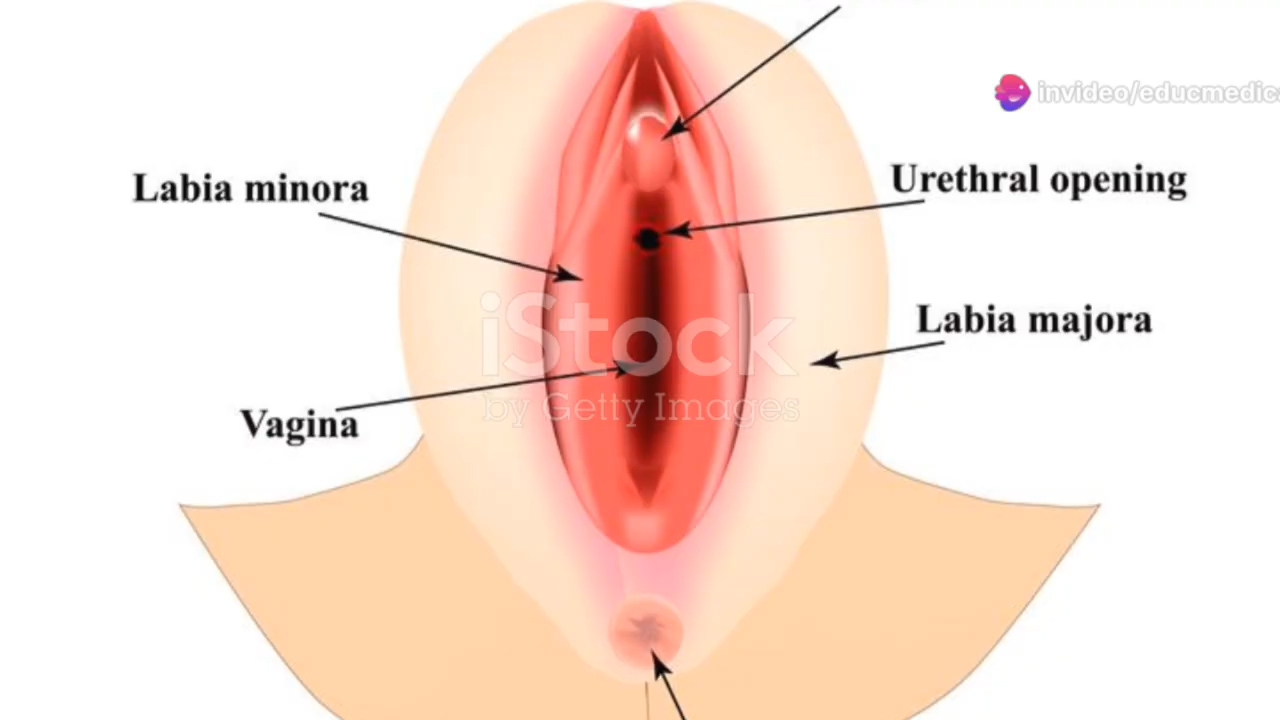 invideo/educmedic
Labia minora
Urethral opening
iStock
Labia majora
by Getty Images
Vagina